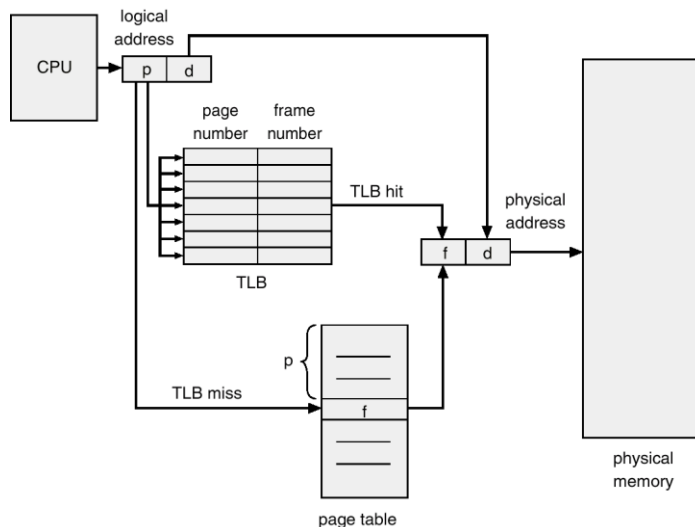 logical
address
CPU
p
d
page
number
frame
number
TLB hit
physical
address
f
d
TLB
p
TLB miss
f
physical
memory
page table